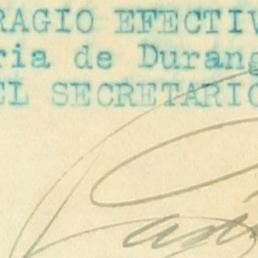 RAGIO EFECTIV
ria de Durang
EL SECRETARIO